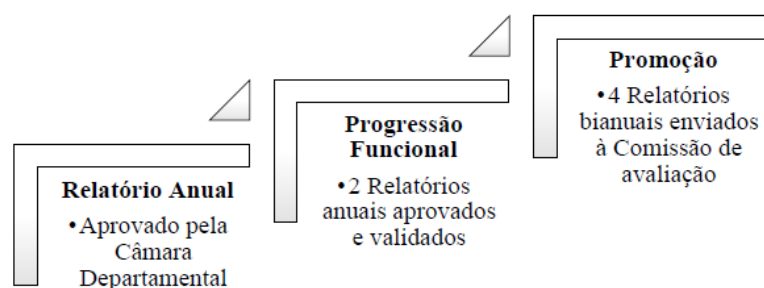 Relatório Anual
•Aprovado pela
Câmara
Departamental
Progressão
Funcional
•2 Relatórios
anuais aprovados
e validados
Promoção
•4 Relatórios
bianuais enviados
à Comissão de
avaliação